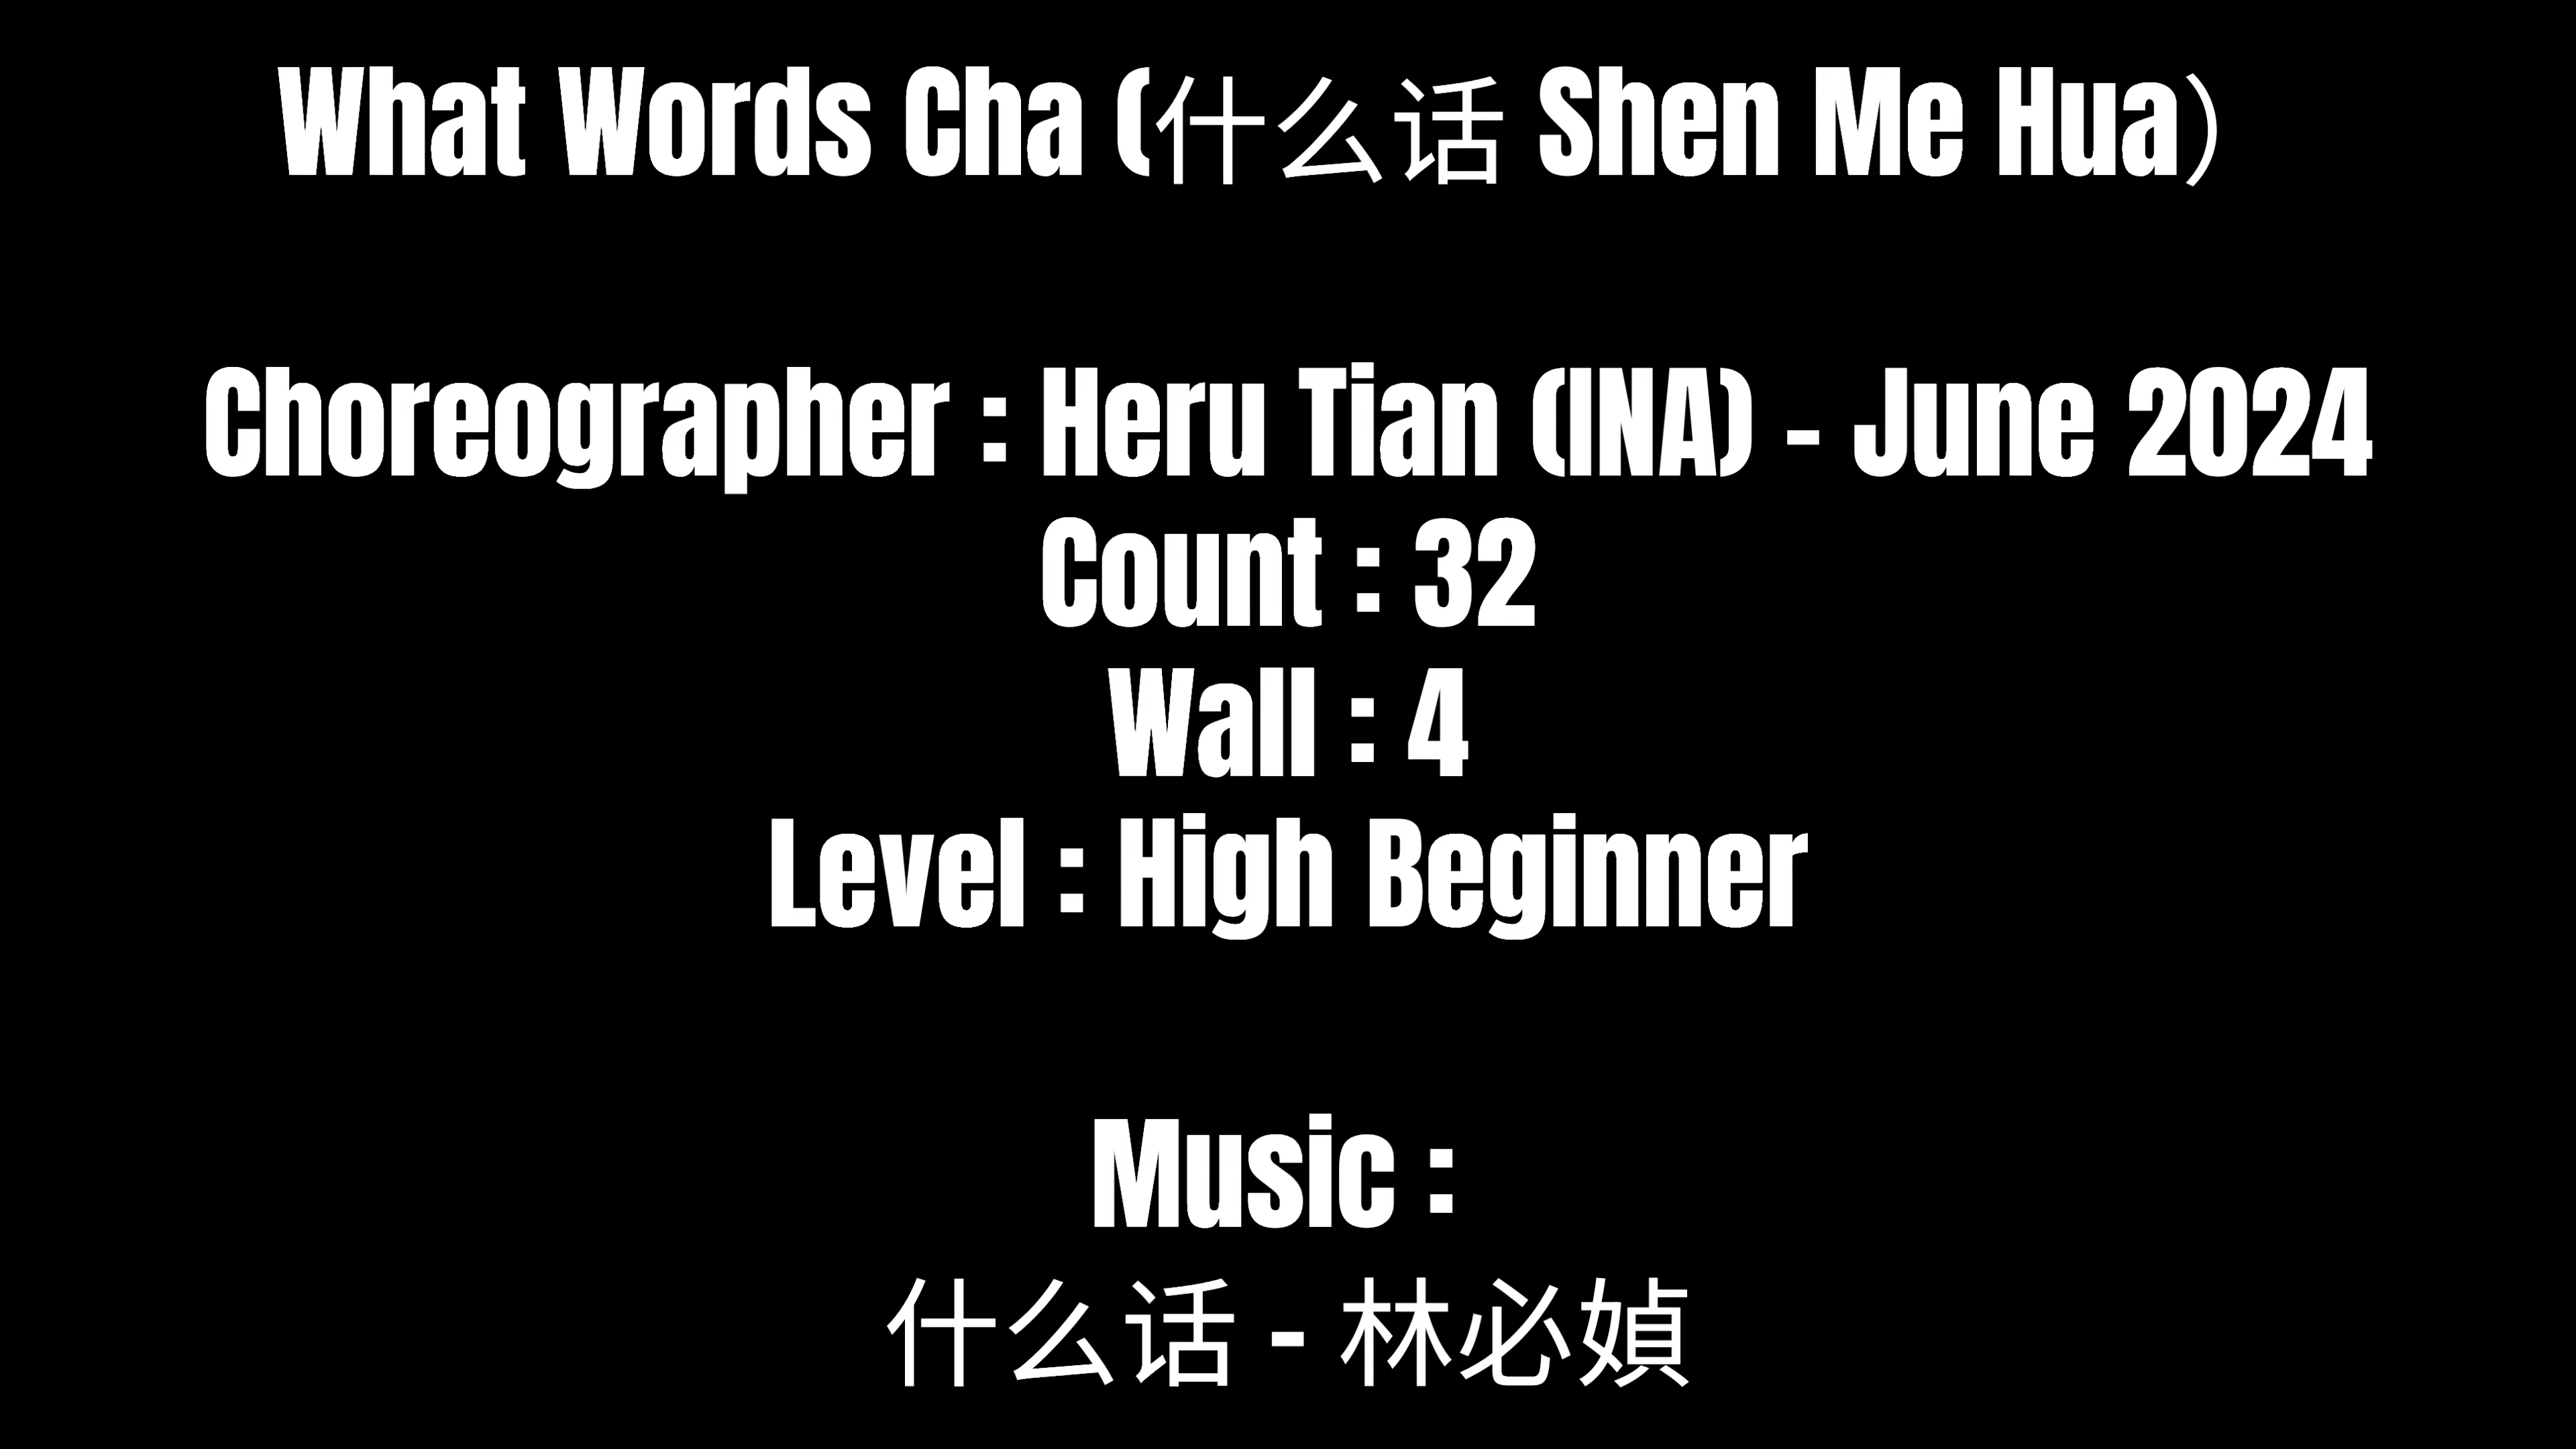 What Words Cha (什么话 Shen Me Hua）
Choreographer : Heru Tian (INA) - June 2024
Count : 32
Wall : 4
Level : High Beginner
Music :
什么话 - 林必媜